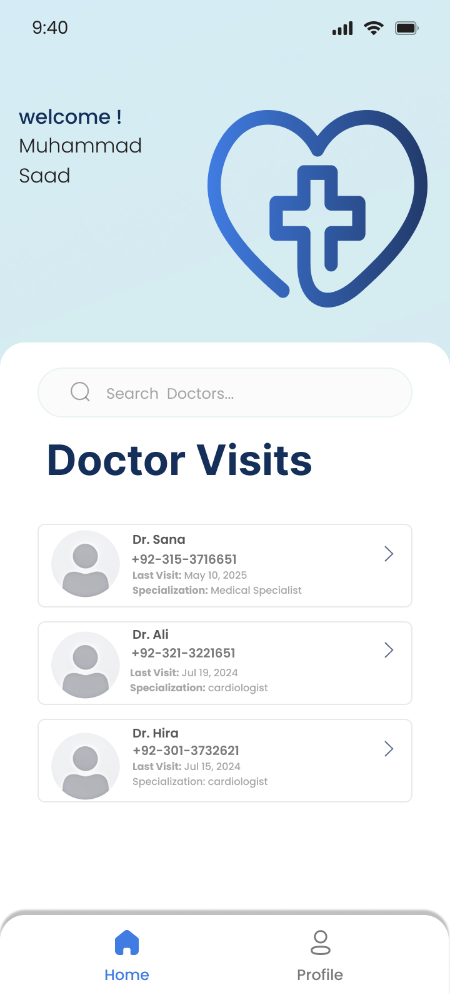 9:40
welcome !
Muhammad
Saad
Search Doctors...
Doctor Visits
Dr. Sana
+92-315-3716651
Last Visit: May 10, 2025
Specialization: Medical Specialist
Dr. Ali
+92-321-3221651
Last Visit: Jul 19, 2024
Specialization: cardiologist
Dr. Hira
+92-301-3732621
Last Visit: Jul 15, 2024
Specialization: cardiologist
Home
Profile